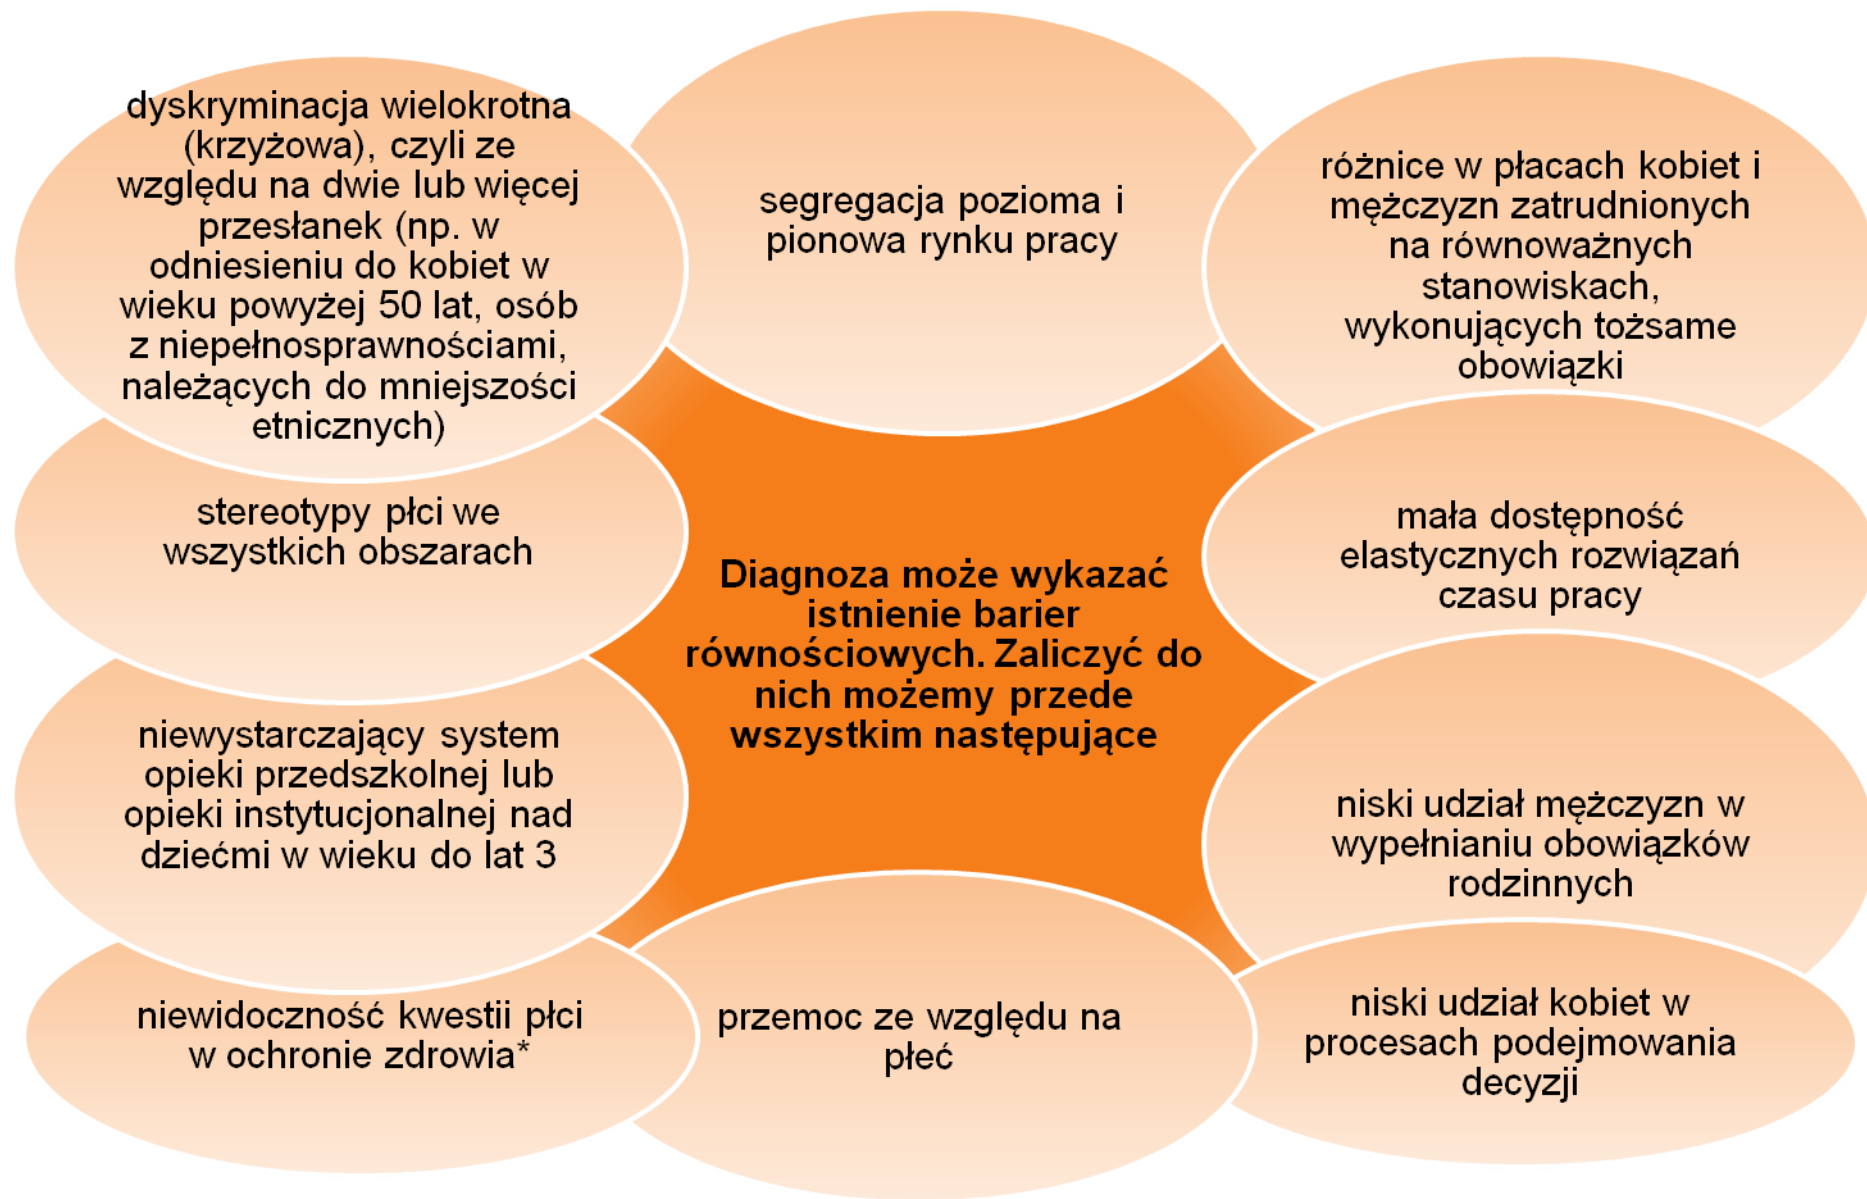 dyskryminacja wielokrotna
(krzyżowa), czyli ze
względu na dwie lub więcej
przesłanek (np. w
odniesieniu do kobiet w
wieku powyżej 50 lat, osób
z niepełnosprawnościami,
należących do mniejszości
etnicznych)
segregacja pozioma i
pionowa rynku pracy
różnice w płacach kobiet i
mężczyzn zatrudnionych
na równoważnych
stanowiskach,
wykonujących tożsame
obowiązki
stereotypy płci we
wszystkich obszarach
Diagnoza może wykazać
istnienie barier
równościowych. Zaliczyć do
nich możemy przede
wszystkim następujące
mała dostępność
elastycznych rozwiązań
czasu pracy
niewystarczający system
opieki przedszkolnej lub
opieki instytucjonalnej nad
dziećmi w wieku do lat 3
niski udział mężczyzn w
wypełnianiu obowiązków
rodzinnych
niewidoczność kwestii płci
w ochronie zdrowia*
przemoc ze względu na
płeć
niski udział kobiet w
procesach podejmowania
decyzji